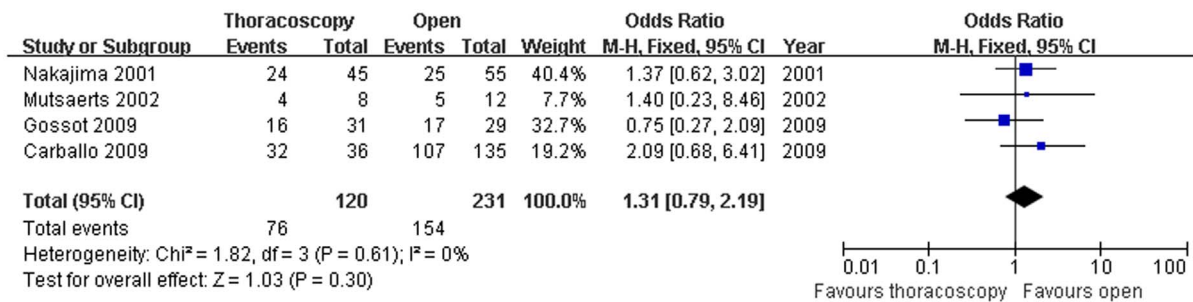 Thoracoscopy Open Odds Ratio Odds Ratio
Study or Subgroup Events Total Events Total Weight M-H, Fixed, 95% CI Year M-H, Fixed, 95% CI
Nakajima 2001 24 45 25 55 40.4% 1.37 [0.62, 3.02] 2001
Mutsaerts 2002 4 8 5 12 7.7% 1.40 [0.23, 8.46] 2002
Gossot 2009 16 31 17 29 32.7% 0.75 [0.27, 2.09] 2009
Carballo 2009 32 36 107 135 19.2% 2.09 [0.68, 6.41] 2009
Total (95% CI) 120 231 100.0% 1.31 [0.79, 2.19]
Total events 76 154
Heterogeneity: Chi² = 1.82, df = 3 (P = 0.61); I² = 0%
Test for overall effect: Z = 1.03 (P = 0.30)
0.01 0.1 1 10 100
Favours thoracoscopy Favours open